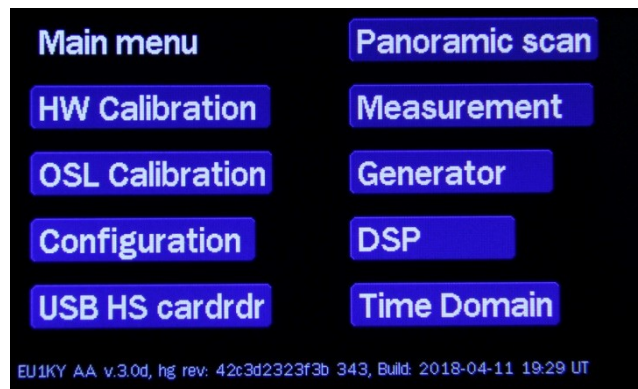 Main menu
Panoramic scan
HW Calibration
Measurement
OSL Calibration
Generator
Configuration
DSP
USB HS cardrdr
Time Domain
EU1KY AA v.3.0d, hg rev: 42c3d2323f3b 343, Build: 2018-04-11 19:29 UT